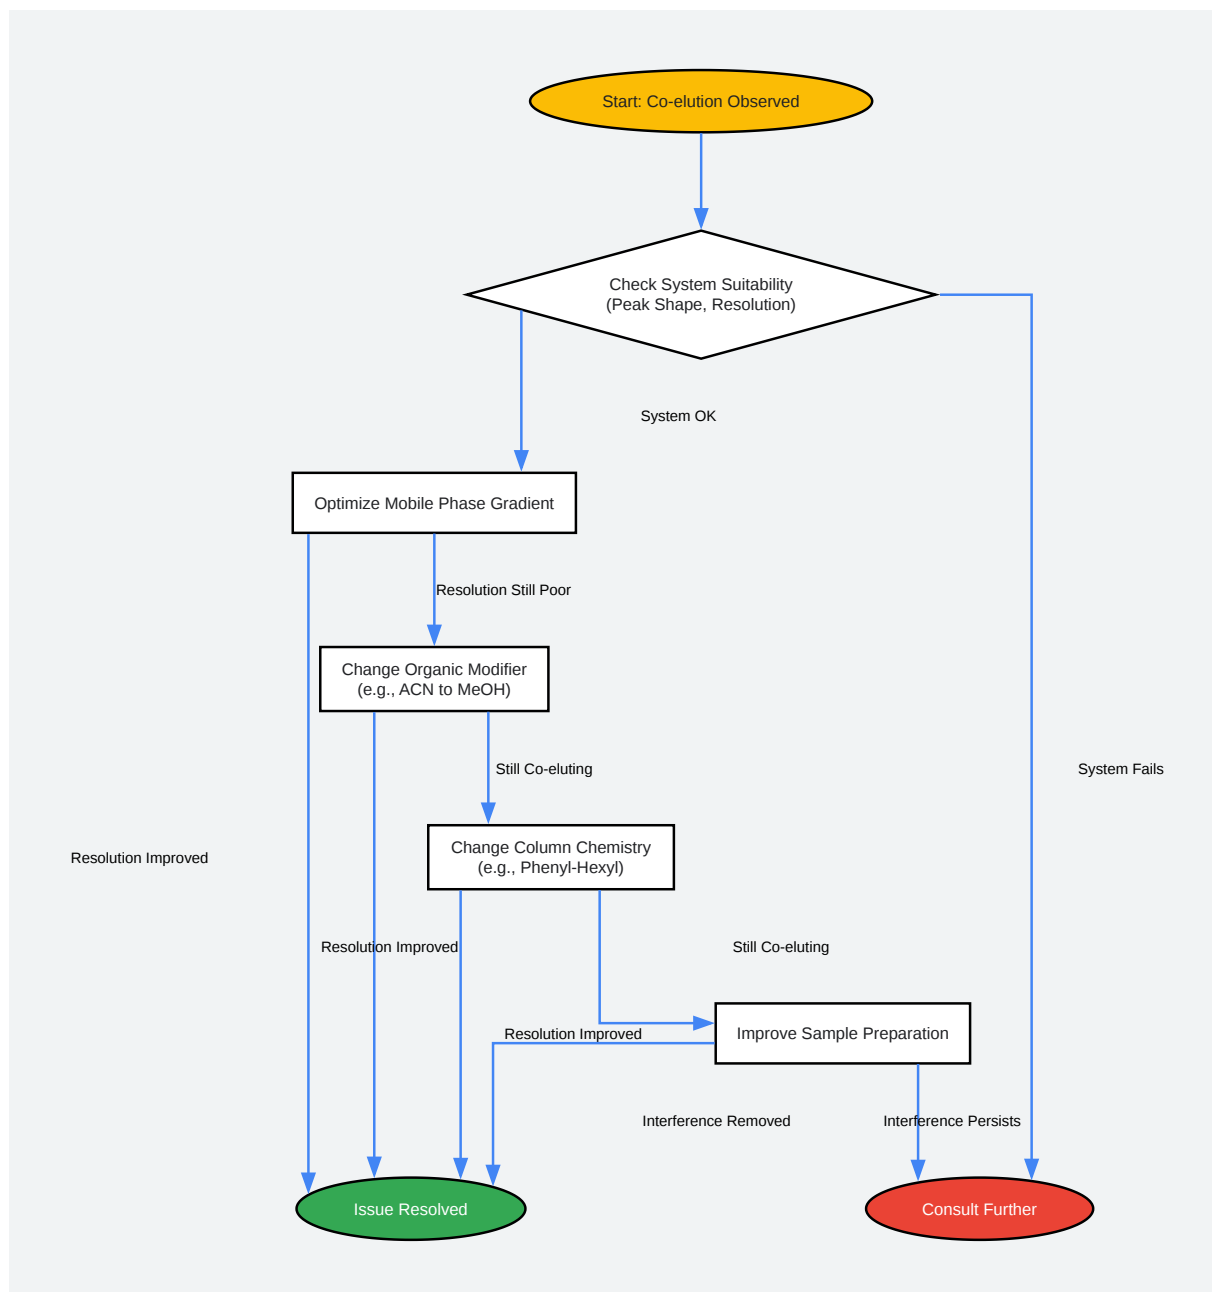 Start: Co-elution Observed
Check System Suitability
(Peak Shape, Resolution)
System OK
Optimize Mobile Phase Gradient
Resolution Still Poor
Change Organic Modifier
(e.g., ACN to MeOH)
Still Co-eluting
System Fails
Change Column Chemistry
(e.g., Phenyl-Hexyl)
Resolution Improved
Resolution Improved
Still Co-eluting
Resolution Improved
Improve Sample Preparation
Interference Removed
Interference Persists
Issue Resolved
Consult Further